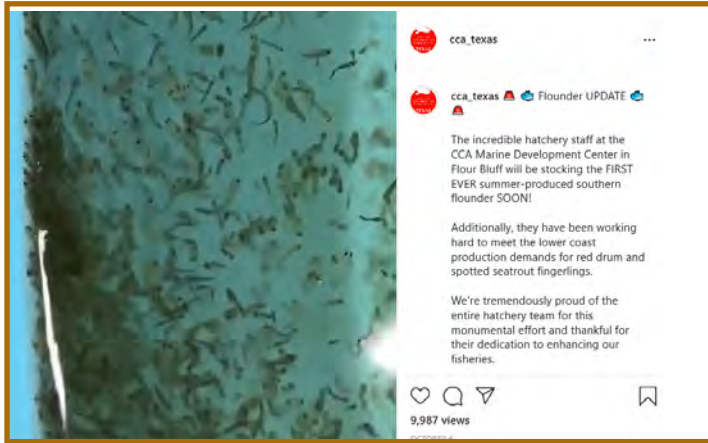 cca_texas
cca_texas 🚨 🐟 Flounder UPDATE 🐟
🚨
The incredible hatchery staff at the
CCA Marine Development Center in
Flour Bluff will be stocking the FIRST
EVER summer-produced southern
flounder SOON!
Additionally, they have been working
hard to meet the lower coast
production demands for red drum and
spotted seatrout fingerlings.
We're tremendously proud of the
entire hatchery team for this
monumental effort and thankful for
their dedication to enhancing our
fisheries.
9,987 views